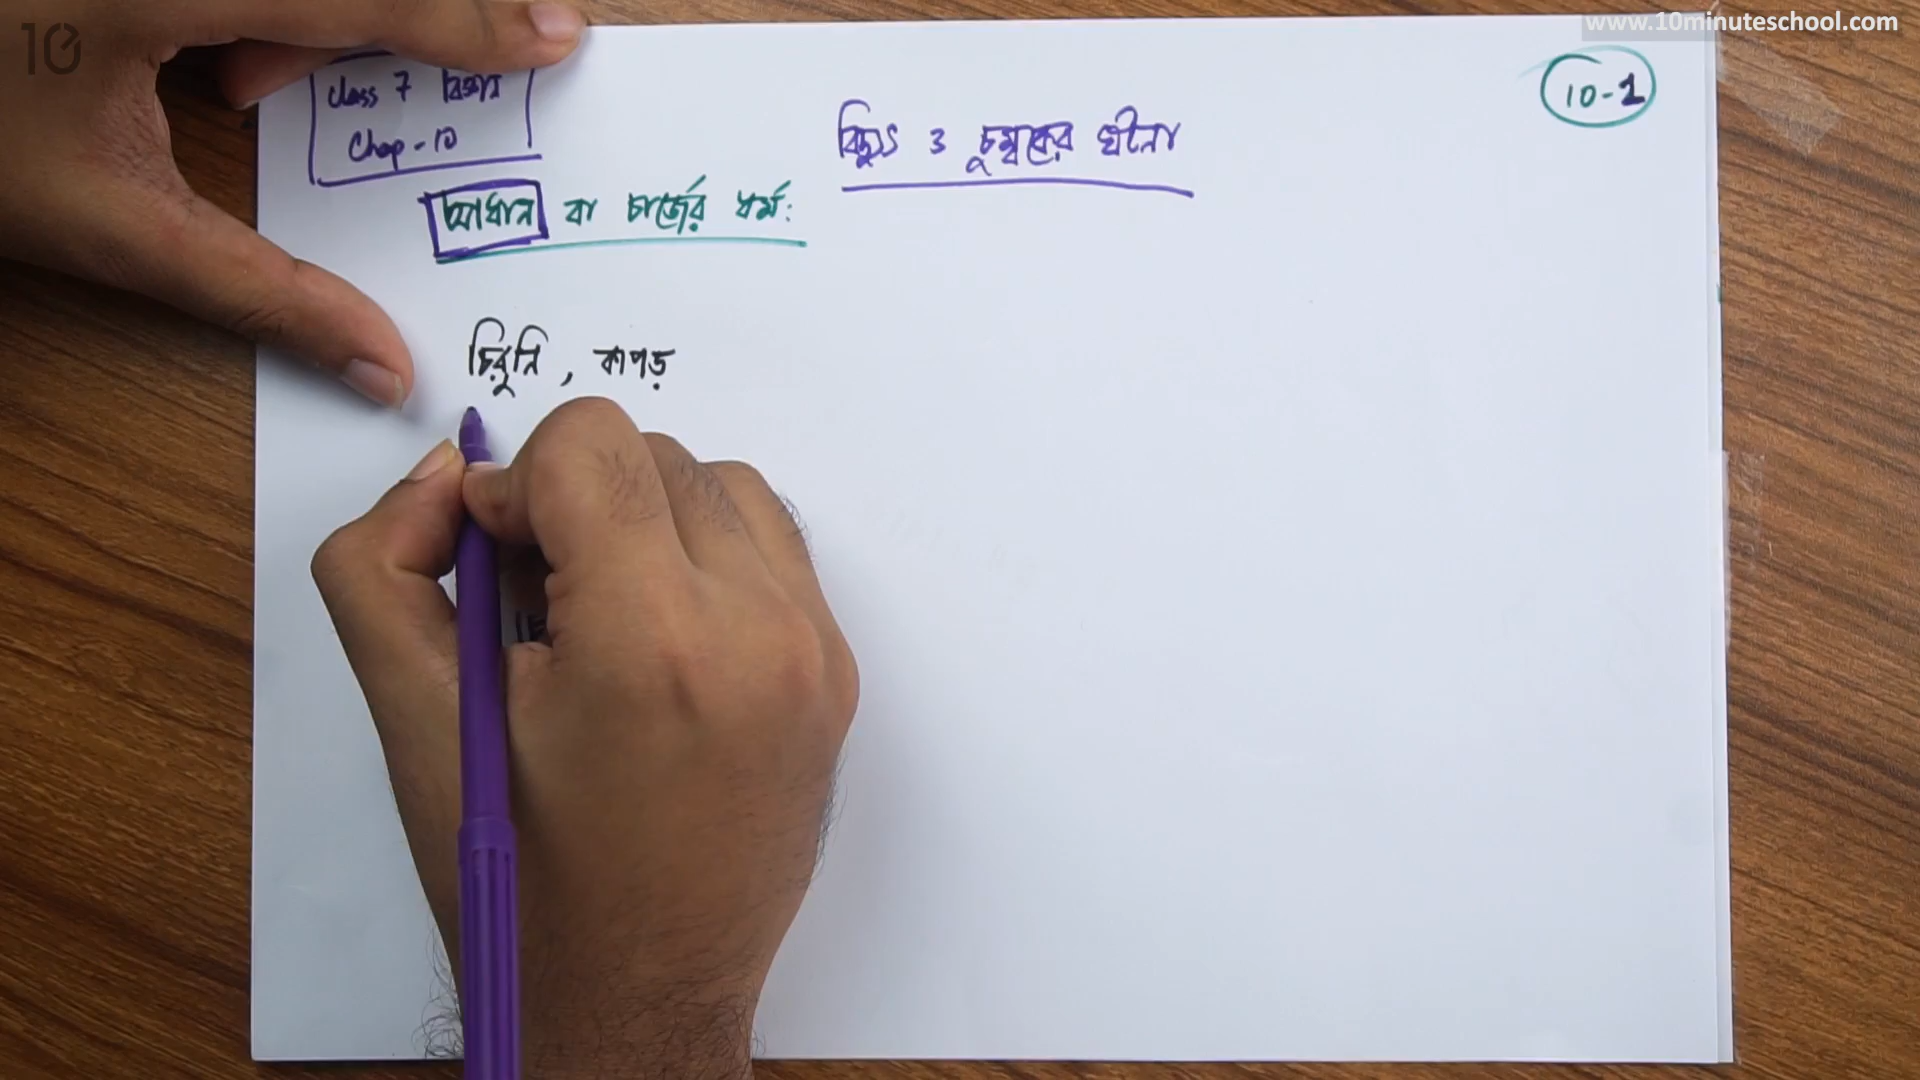 10
www.10minuteschool.com
class 7 বিজ্ঞান
Chap - 10
10-1
বিদ্যুৎ ও চুম্বকের ঘটনা
আধান বা চার্জের ধর্ম:
চিরুনি, কাপড়